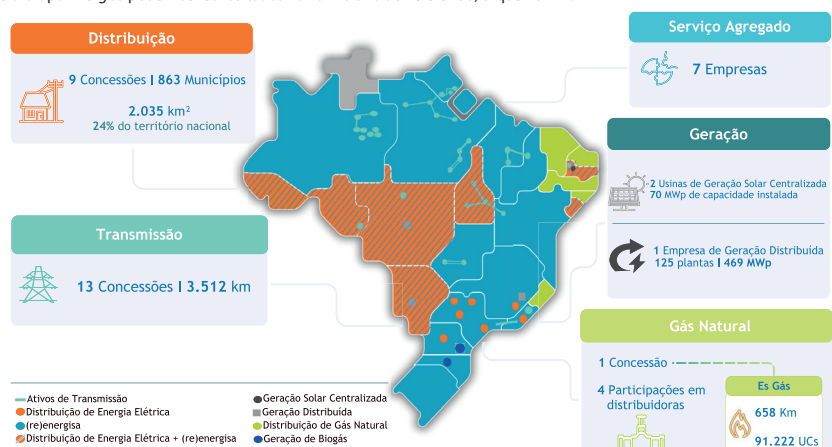 Distribuição
9 Concessões I 863 Municípios
2.035 km²
24% do território nacional
Serviço Agregado
7 Empresas
Geração
2 Usinas de Geração Solar Centralizada
70 MWp de capacidade instalada
1 Empresa de Geração Distribuída
125 plantas I 469 MWp
Transmissão
13 Concessões I 3.512 km
Gás Natural
1 Concessão
4 Participações em
distribuidoras
Es Gás
658 Km
91.222 UCs
Ativos de Transmissão
Distribuição de Energia Elétrica
(re)energisa
Distribuição de Energia Elétrica + (re)energisa
Geração Solar Centralizada
Geração Distribuída
Distribuição de Gás Natural
Geração de Biogás